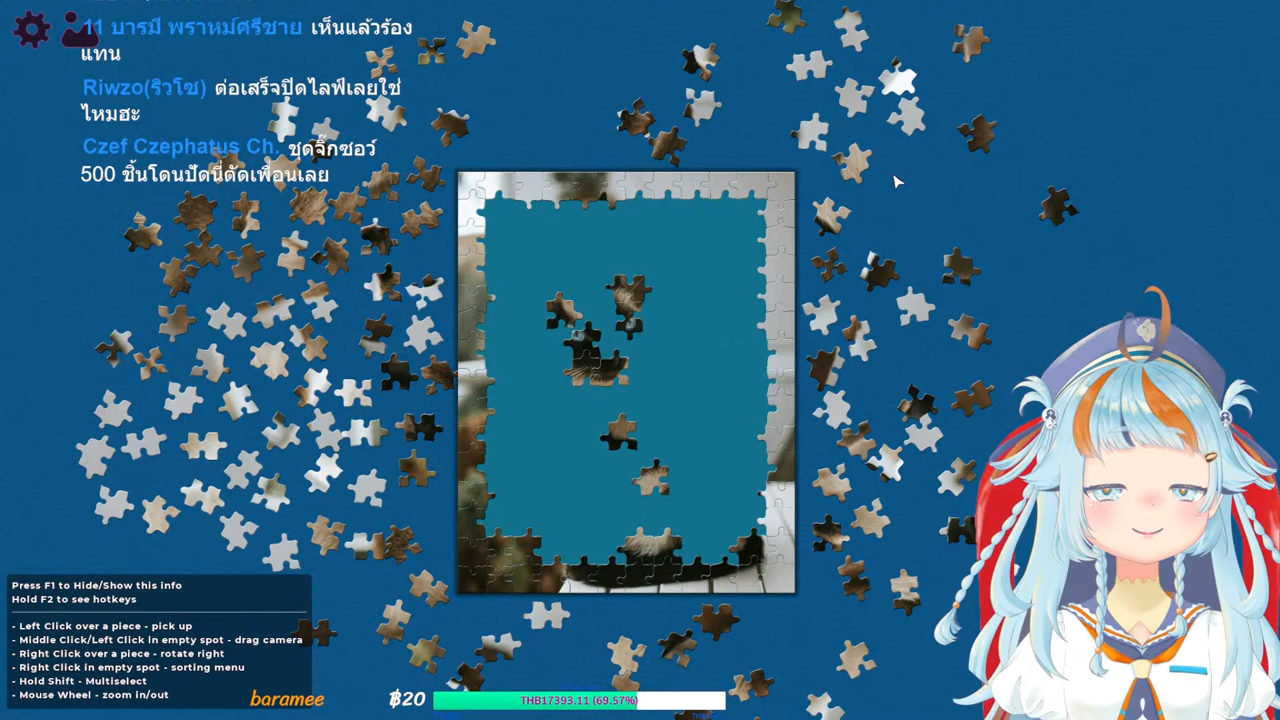 11 บารมี พราหม์ศรีชาย เห็นแล้วร้อง
แทน
Riwzo(ริวโซ) ต่อเสร็จปิดไลฟ์เลยใช่
ไหมฮะ
Czef Czephatus Ch. ชุดจิ๊กซอว์
500 ชิ้นโดนปัดนี่ตัดเพื่อนเลย
Press F1 to Hide/Show this info
Hold F2 to see hotkeys
- Left Click over a piece - pick up
- Middle Click/Left Click in empty spot - drag camera
- Right Click over a piece - rotate right
- Right Click in empty spot - sorting menu
- Hold Shift - Multiselect
- Mouse Wheel - zoom in/out
baramee ฿20 THB17393.11 (69.57%)